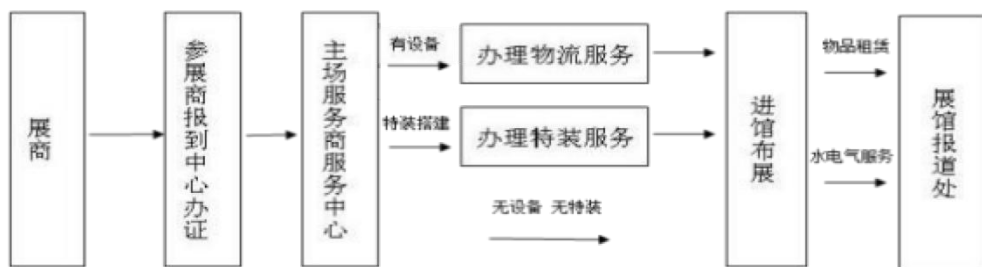 展商
参展商报到中心办证
主场服务商服务中心
有设备
办理物流服务
特装搭建
办理特装服务
无设备 无特装
进馆布展
物品租赁
水电气服务
展馆报道处